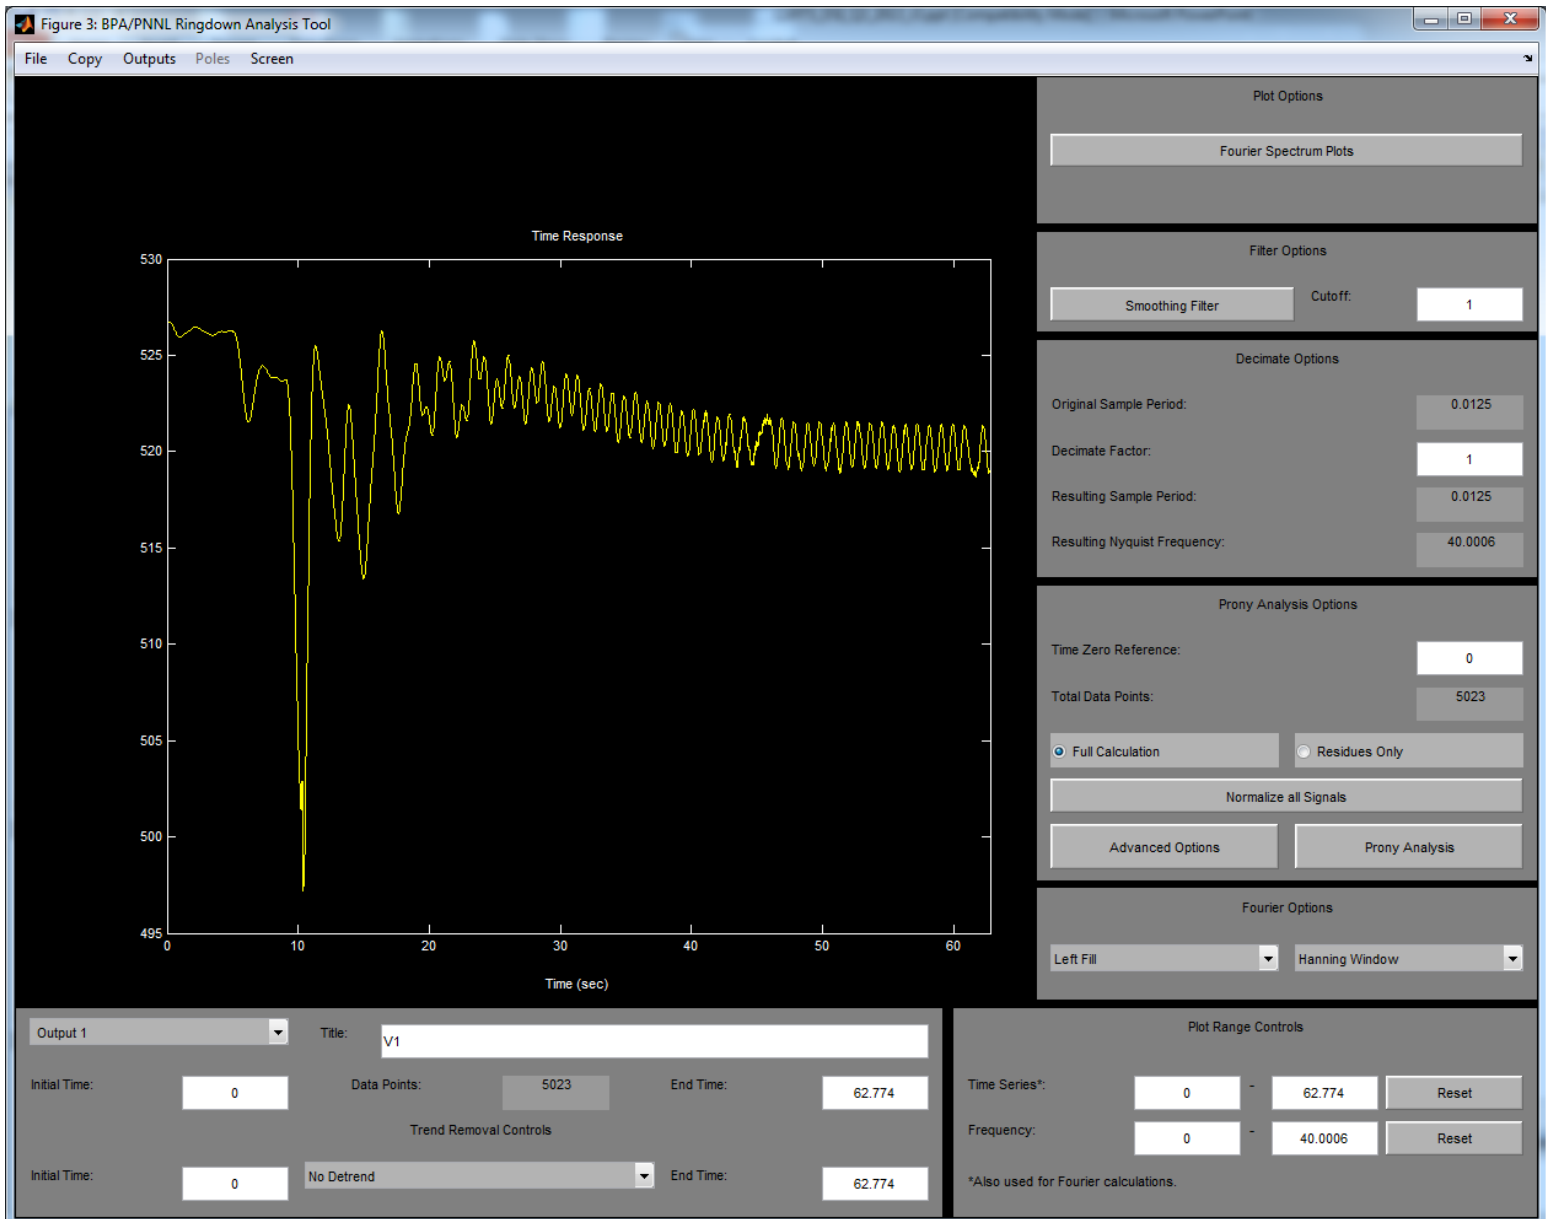 Figure 3: BPA/PNNL Ringdown Analysis Tool
File Copy Outputs Poles Screen
Time Response
530
525
520
515
510
505
500
495
0 10 20 30 40 50 60
Time (sec)
Plot Options
Fourier Spectrum Plots
Filter Options
Smoothing Filter Cutoff: 1
Decimate Options
Original Sample Period: 0.0125
Decimate Factor: 1
Resulting Sample Period: 0.0125
Resulting Nyquist Frequency: 40.0006
Prony Analysis Options
Time Zero Reference: 0
Total Data Points: 5023
Full Calculation Residues Only
Normalize all Signals
Advanced Options Prony Analysis
Fourier Options
Left Fill Hanning Window
Output 1 Title: V1
Initial Time: 0 Data Points: 5023 End Time: 62.774
Trend Removal Controls
Initial Time: 0 No Detrend End Time: 62.774
Plot Range Controls
Time Series*: 0 - 62.774 Reset
Frequency: 0 - 40.0006 Reset
*Also used for Fourier calculations.